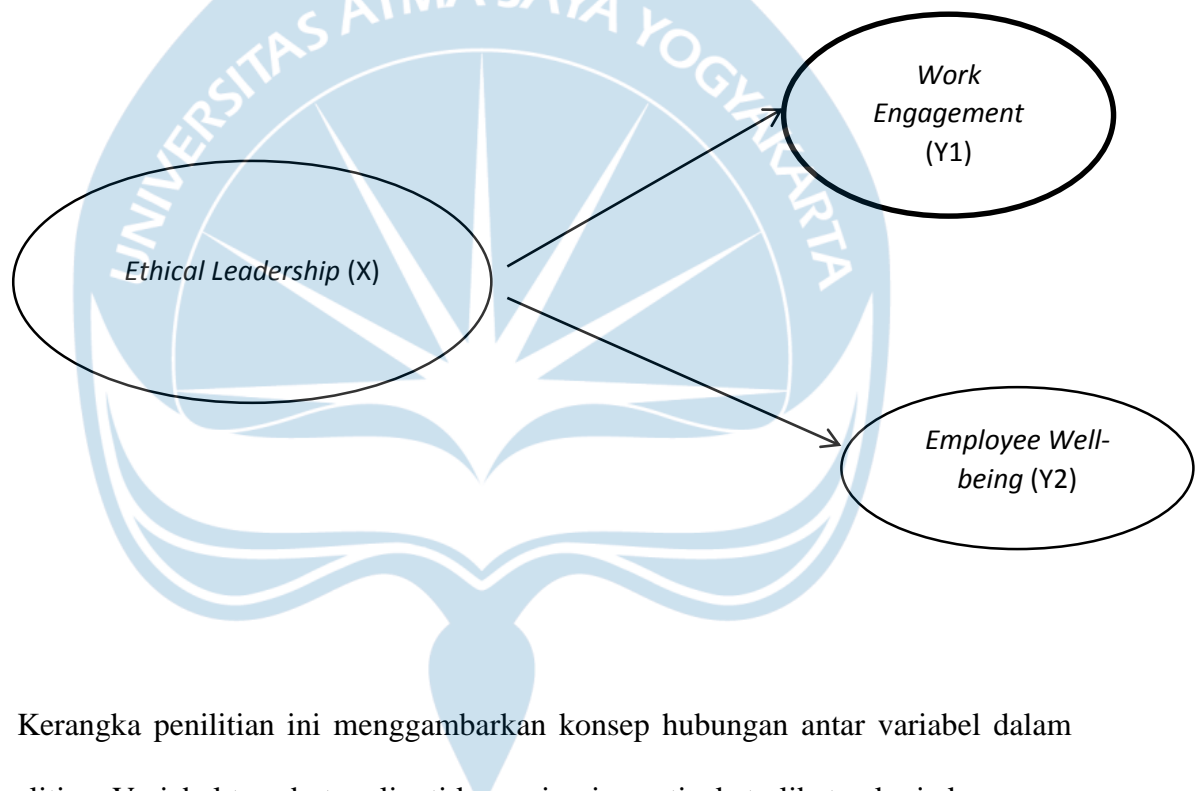 UNIVERSITAS ATMA JAYA YOGYAKARTA
Work
Engagement
(Y1)
Ethical Leadership (X)
Employee Well-
being (Y2)
Kerangka penilitian ini menggambarkan konsep hubungan antar variabel dalam